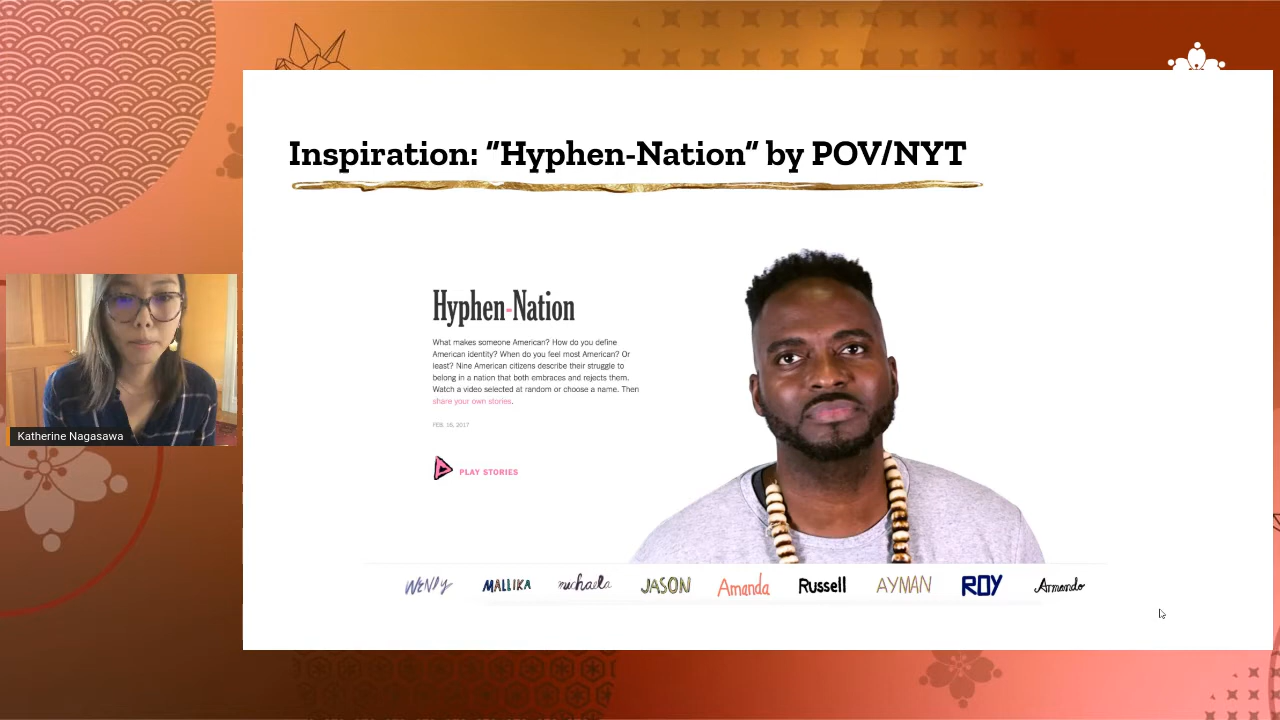 Inspiration: "Hyphen-Nation" by POV/NYT
Hyphen-Nation
What makes someone American? How do you define
American identity? When do you feel most American? Or
least? Nine American citizens describe their struggle to
belong in a nation that both embraces and rejects them.
Watch a video selected at random or choose a name. Then
share your own stories.
FEB. 16, 2017
PLAY STORIES
WENDY MALLIKA michaela JASON Amanda Russell AYMAN ROY Armando
Katherine Nagasawa